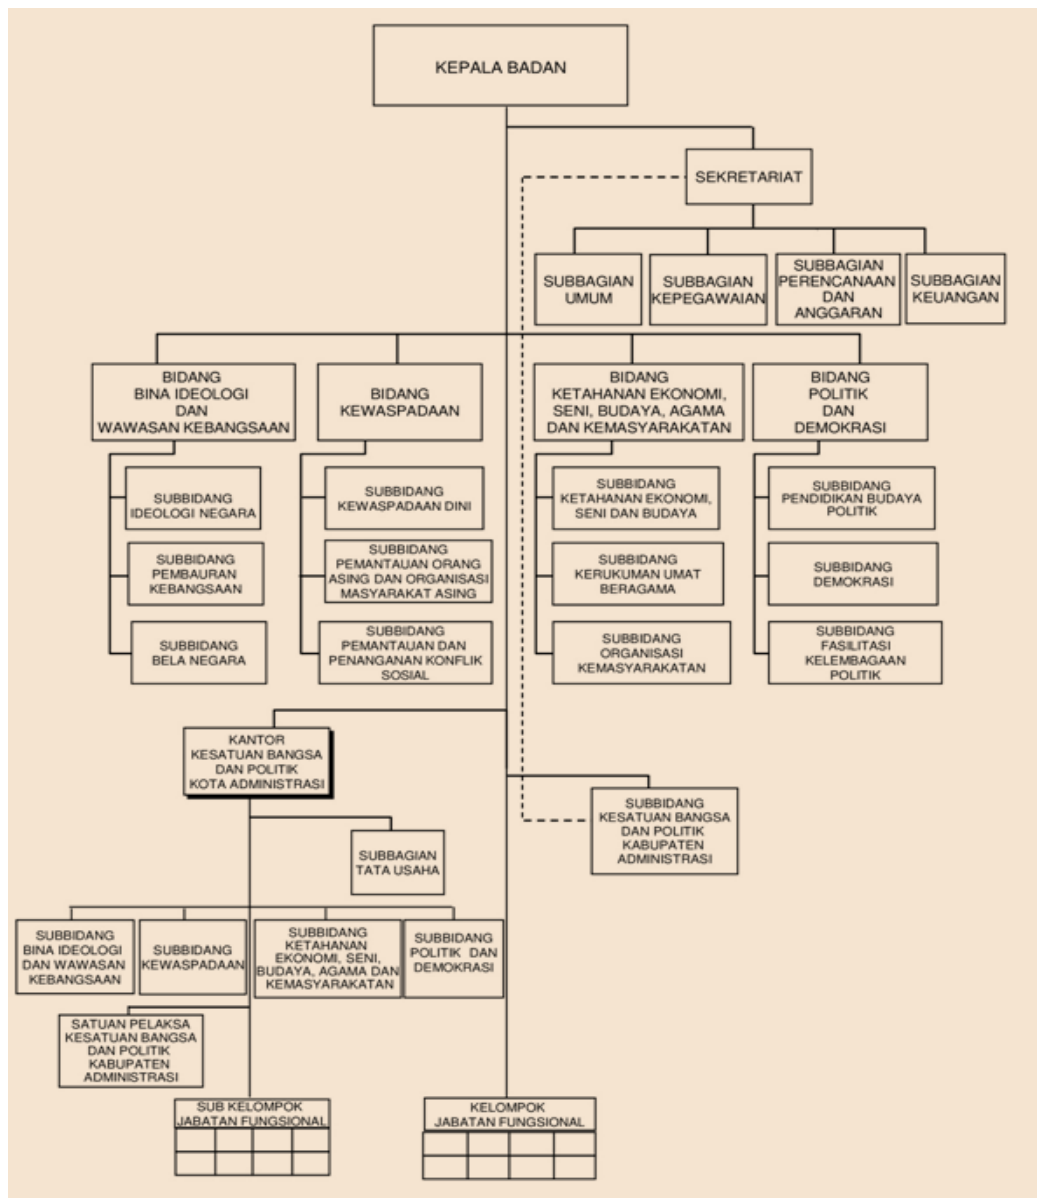 KEPALA BADAN
SEKRETARIAT
SUBBAGIAN
UMUM
SUBBAGIAN
KEPEGAWAIAN
SUBBAGIAN
PERENCANAAN
DAN
ANGGARAN
SUBBAGIAN
KEUANGAN
BIDANG
BINA IDEOLOGI
DAN
WAWASAN KEBANGSAAN
BIDANG
KEWASPADAAN
BIDANG
KETAHANAN EKONOMI,
SENI, BUDAYA, AGAMA
DAN KEMASYARAKATAN
BIDANG
POLITIK
DAN
DEMOKRASI
SUBBIDANG
IDEOLOGI NEGARA
SUBBIDANG
PEMBAURAN
KEBANGSAAN
SUBBIDANG
BELA NEGARA
SUBBIDANG
KEWASPADAAN DINI
SUBBIDANG
PEMANTAUAN ORANG
ASING DAN ORGANISASI
MASYARAKAT ASING
SUBBIDANG
PEMANTAUAN DAN
PENANGANAN KONFLIK
SOSIAL
SUBBIDANG
KETAHANAN EKONOMI,
SENI DAN BUDAYA
SUBBIDANG
KERUKUMAN UMAT
BERAGAMA
SUBBIDANG
ORGANISASI
KEMASYARAKATAN
SUBBIDANG
PENDIDIKAN BUDAYA
POLITIK
SUBBIDANG
DEMOKRASI
SUBBIDANG
FASILITASI
KELEMBAGAAN
POLITIK
KANTOR
KESATUAN BANGSA
DAN POLITIK
KOTA ADMINISTRASI
SUBBIDANG
KESATUAN BANGSA
DAN POLITIK
KABUPATEN
ADMINISTRASI
SUBBAGIAN
TATA USAHA
SUBBIDANG
BINA IDEOLOGI
DAN WAWASAN
KEBANGSAAN
SUBBIDANG
KEWASPADAAN
SUBBIDANG
KETAHANAN
EKONOMI, SENI,
BUDAYA, AGAMA DAN
KEMASYARAKATAN
SUBBIDANG
POLITIK DAN
DEMOKRASI
SATUAN PELAKSA
KESATUAN BANGSA
DAN POLITIK
KABUPATEN
ADMINISTRASI
SUB KELOMPOK
JABATAN FUNGSIONAL
KELOMPOK
JABATAN FUNGSIONAL